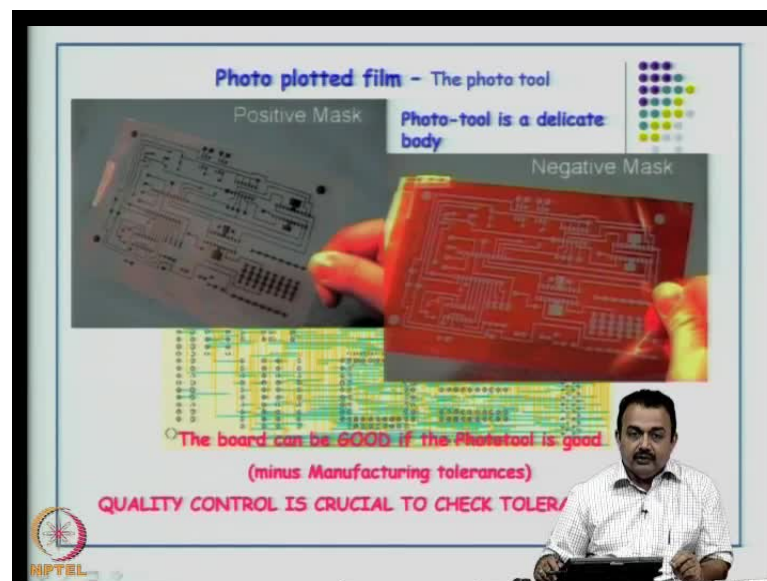 Photo plotted film – The photo tool
Positive Mask
Photo-tool is a delicate
body
Negative Mask
The board can be GOOD if the Phototool is good
(minus Manufacturing tolerances)
QUALITY CONTROL IS CRUCIAL TO CHECK
NPTEL